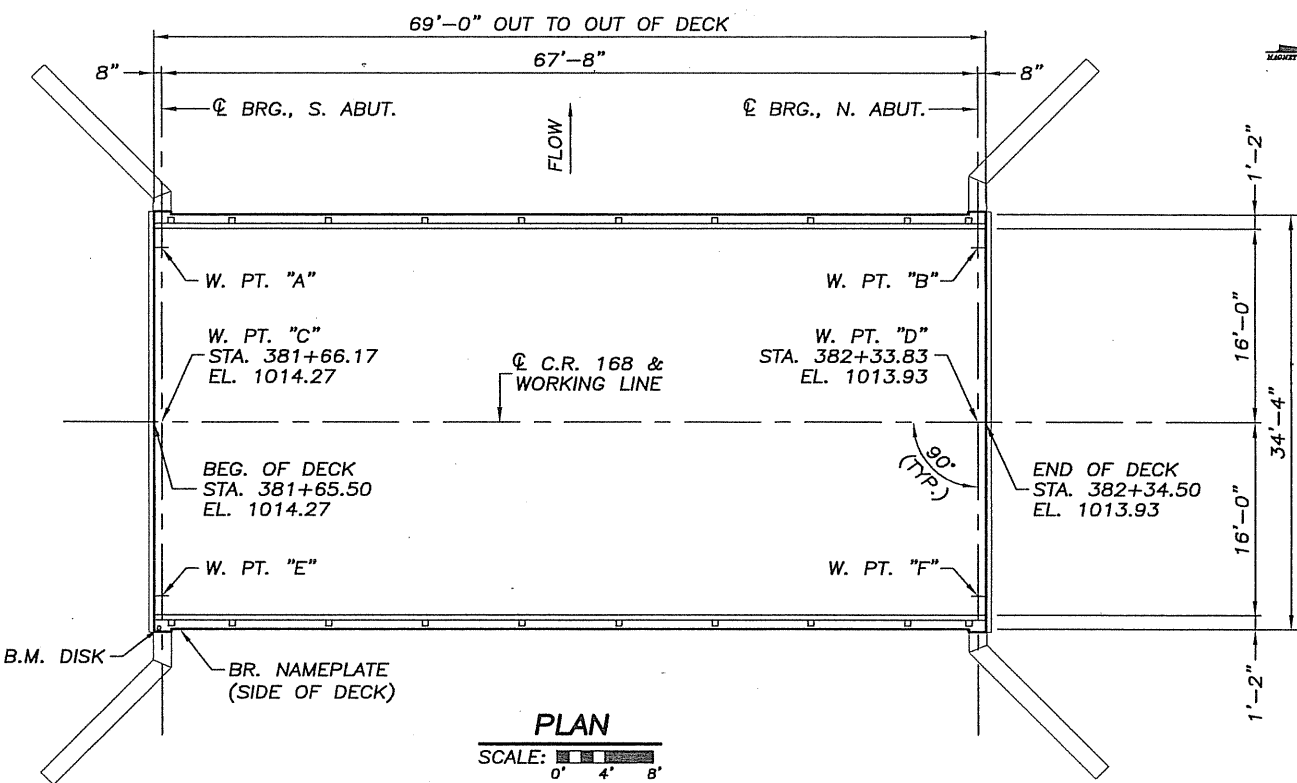 69'-0" OUT TO OUT OF DECK
67'-8"
8"
8"
℄ BRG., S. ABUT.
℄ BRG., N. ABUT.
FLOW
1'-2"
W. PT. "A"
W. PT. "B"
W. PT. "C"
STA. 381+66.17
EL. 1014.27
℄ C.R. 168 &
WORKING LINE
W. PT. "D"
STA. 382+33.83
EL. 1013.93
16'-0"
34'-4"
BEG. OF DECK
STA. 381+65.50
EL. 1014.27
90°
(TYP.)
END OF DECK
STA. 382+34.50
EL. 1013.93
16'-0"
W. PT. "E"
W. PT. "F"
B.M. DISK
BR. NAMEPLATE
(SIDE OF DECK)
1'-2"
PLAN
SCALE:
0' 4' 8'